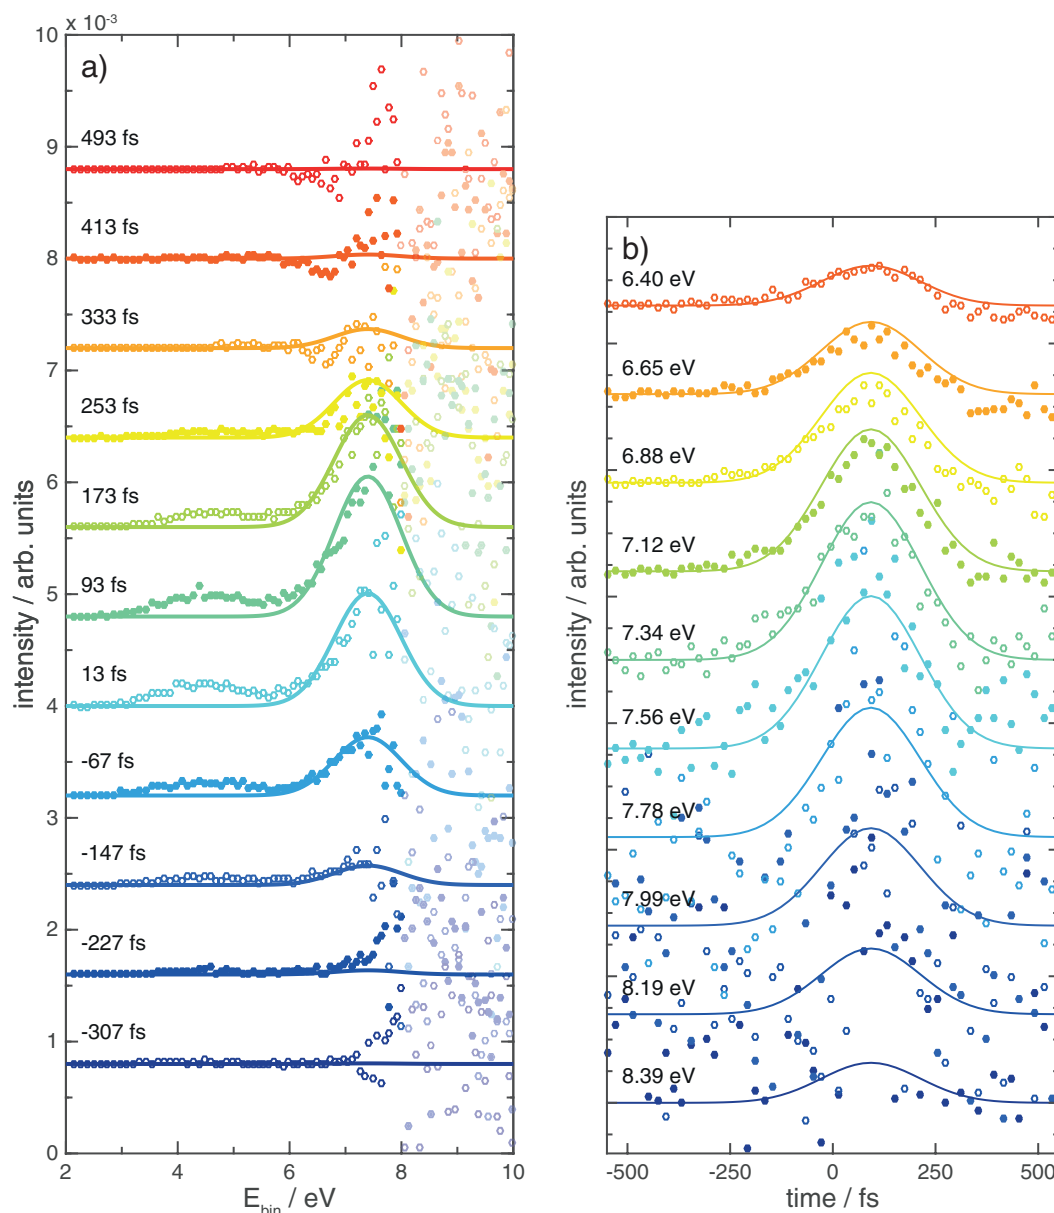 x 10⁻³
a)
10
9
8
7
6
5
4
3
2
1
0
intensity / arb. units
493 fs
413 fs
333 fs
253 fs
173 fs
93 fs
13 fs
-67 fs
-147 fs
-227 fs
-307 fs
2 4 6 8 10
E_bin / eV
b)
intensity / arb. units
6.40 eV
6.65 eV
6.88 eV
7.12 eV
7.34 eV
7.56 eV
7.78 eV
7.99 eV
8.19 eV
8.39 eV
-500 -250 0 250 500
time / fs